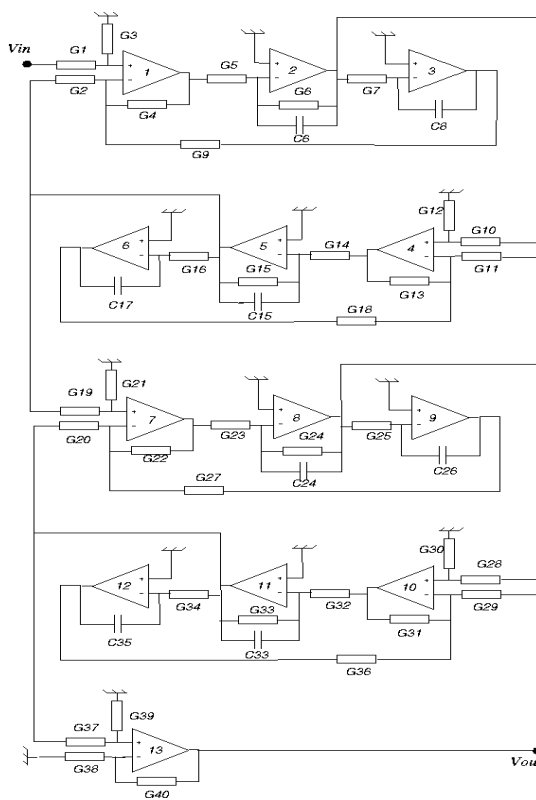 G3
Vin
G1
+
-
1
G2
G4
G5
+
-
2
G6
C6
G7
+
-
3
C8
G9
G12
G10
+
-
4
G11
G13
G14
+
-
5
G15
C15
G16
+
-
6
C17
G18
G19
G21
+
-
7
G20
G22
G23
+
-
8
G24
C24
G25
+
-
9
C26
G27
G30
G28
+
-
10
G29
G31
G32
+
-
11
G33
C33
G34
+
-
12
C35
G36
G37
G39
+
-
13
G38
G40
Vou